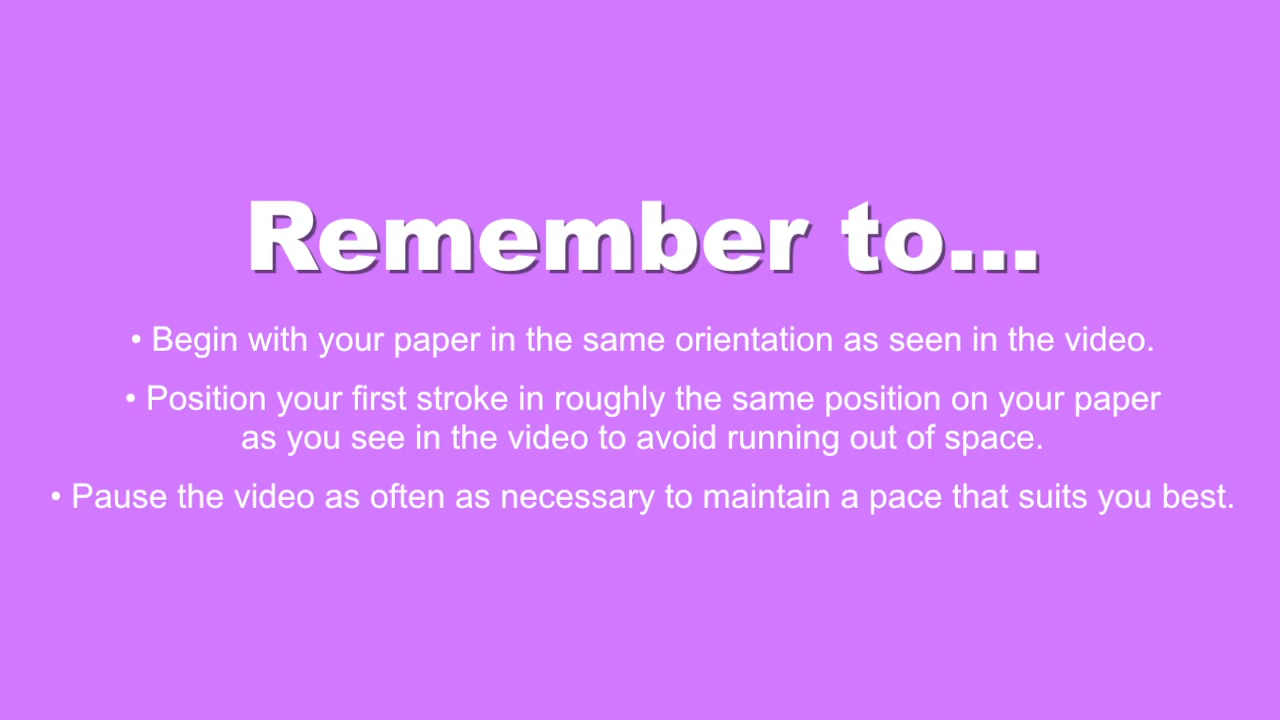 Remember to...
• Begin with your paper in the same orientation as seen in the video.
• Position your first stroke in roughly the same position on your paper
as you see in the video to avoid running out of space.
• Pause the video as often as necessary to maintain a pace that suits you best.